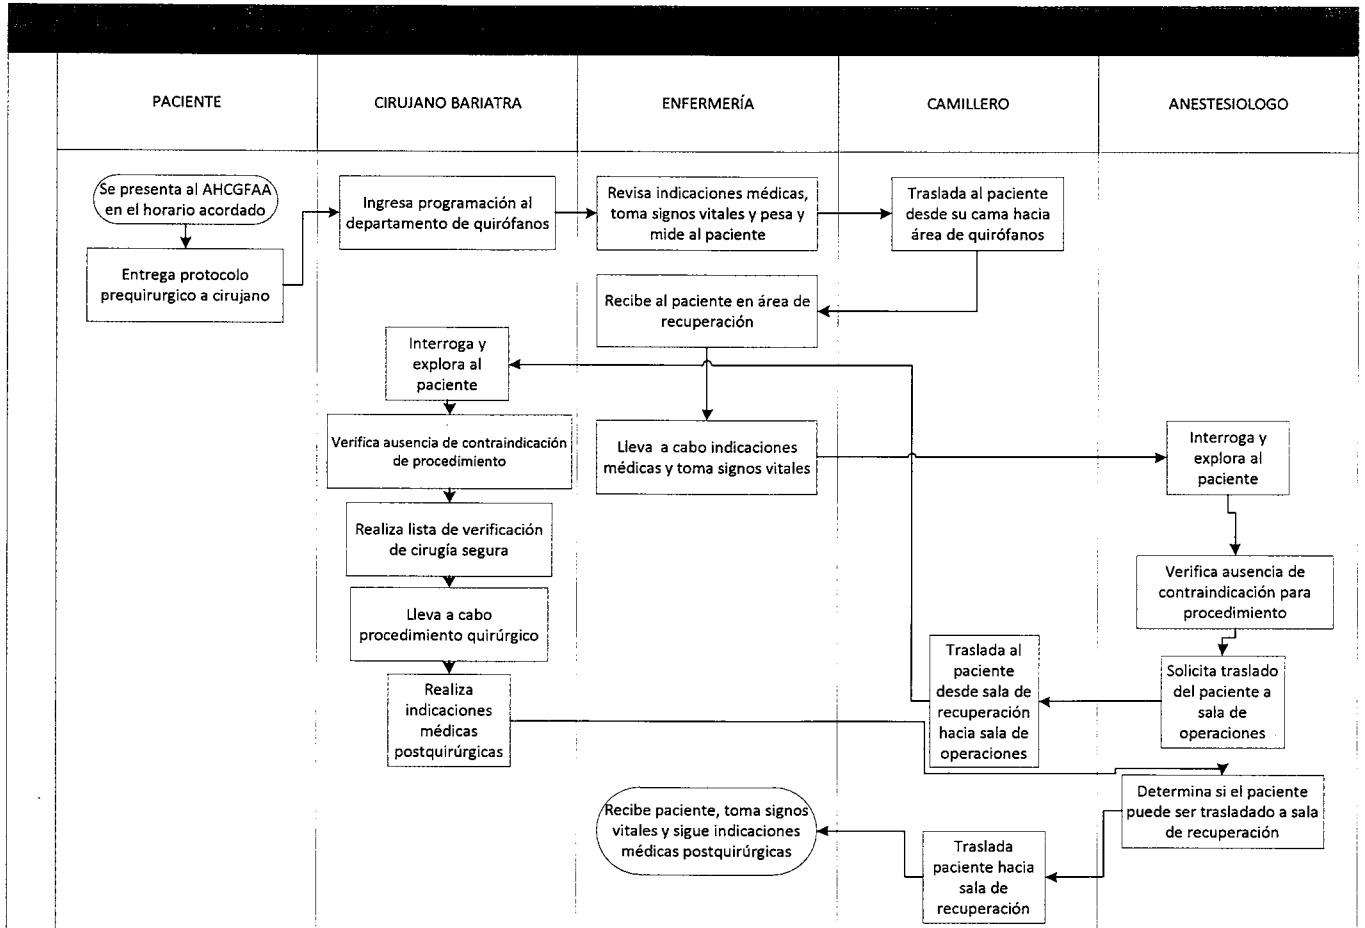 PACIENTE
CIRUJANO BARIATRA
ENFERMERÍA
CAMILLERO
ANESTESIOLOGO
Se presenta al AHCGFAA
en el horario acordado
Entrega protocolo
prequirurgico a cirujano
Ingresa programación al
departamento de quirófanos
Revisa indicaciones médicas,
toma signos vitales y pesa y
mide al paciente
Traslada al paciente
desde su cama hacia
área de quirófanos
Recibe al paciente en área de
recuperación
Lleva a cabo indicaciones
médicas y toma signos vitales
Interroga y
explora al
paciente
Verifica ausencia de
contraindicación para
procedimiento
Solicita traslado
del paciente a
sala de
operaciones
Traslada al
paciente
desde sala de
recuperación
hacia sala de
operaciones
Interroga y
explora al
paciente
Verifica ausencia de contraindicación
de procedimiento
Realiza lista de verificación
de cirugía segura
Lleva a cabo
procedimiento quirúrgico
Realiza
indicaciones
médicas
postquirúrgicas
Determina si el paciente
puede ser trasladado a sala
de recuperación
Traslada
paciente hacia
sala de
recuperación
Recibe paciente, toma signos
vitales y sigue indicaciones
médicas postquirúrgicas